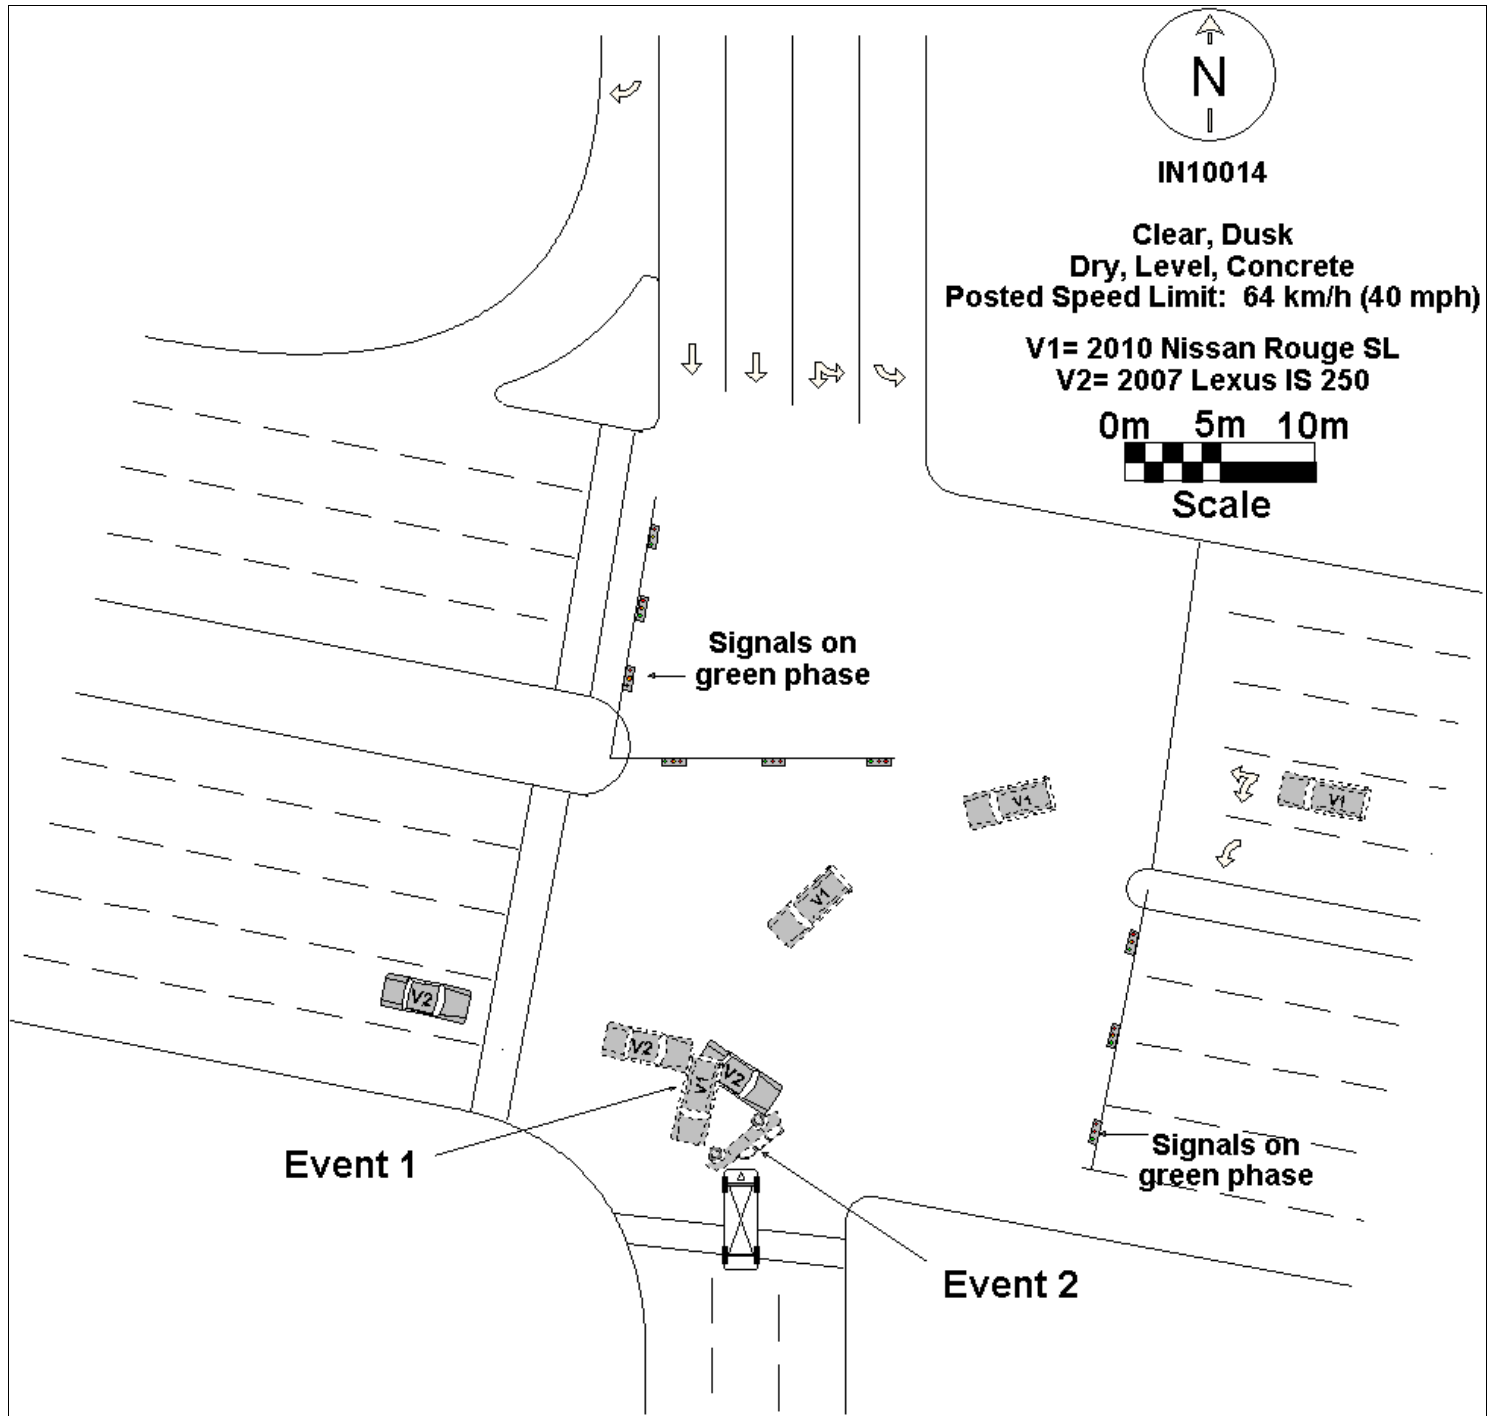 N
IN10014
Clear, Dusk
Dry, Level, Concrete
Posted Speed Limit:  64 km/h (40 mph)
V1= 2010 Nissan Rouge SL
V2= 2007 Lexus IS 250
0m 5m 10m
Scale
Signals on
green phase
V1
V1
V1
V2
V2
V1
V2
Event 1
Signals on
green phase
Event 2